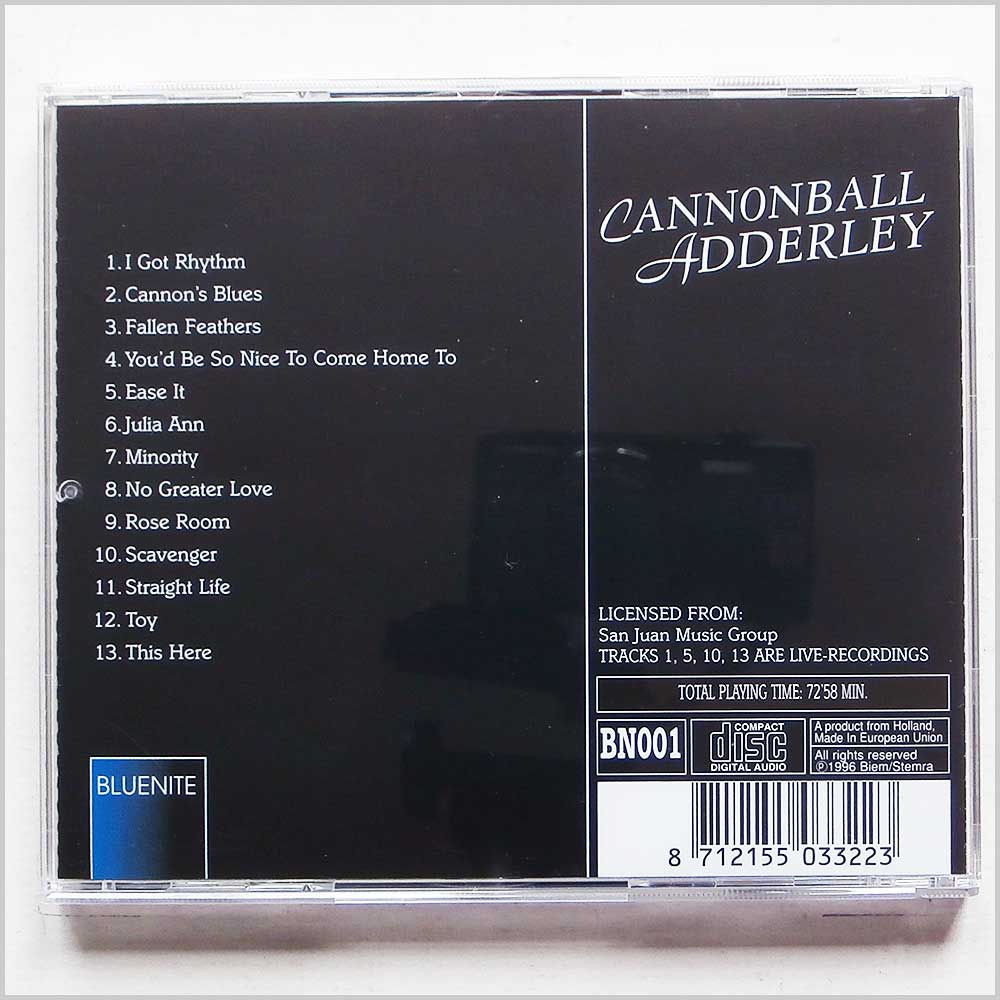 1. I Got Rhythm
2. Cannon's Blues
3. Fallen Feathers
4. You'd Be So Nice To Come Home To
5. Ease It
6. Julia Ann
7. Minority
8. No Greater Love
9. Rose Room
10. Scavenger
11. Straight Life
12. Toy
13. This Here
BLUENITE
CANNONBALL
ADDERLEY
LICENSED FROM:
San Juan Music Group
TRACKS 1, 5, 10, 13 ARE LIVE-RECORDINGS
TOTAL PLAYING TIME: 72'58 MIN.
BN001
COMPACT
disc
DIGITAL AUDIO
A product from Holland,
Made In European Union
All rights reserved
℗1996 Biem/Stemra
8 712155 033223